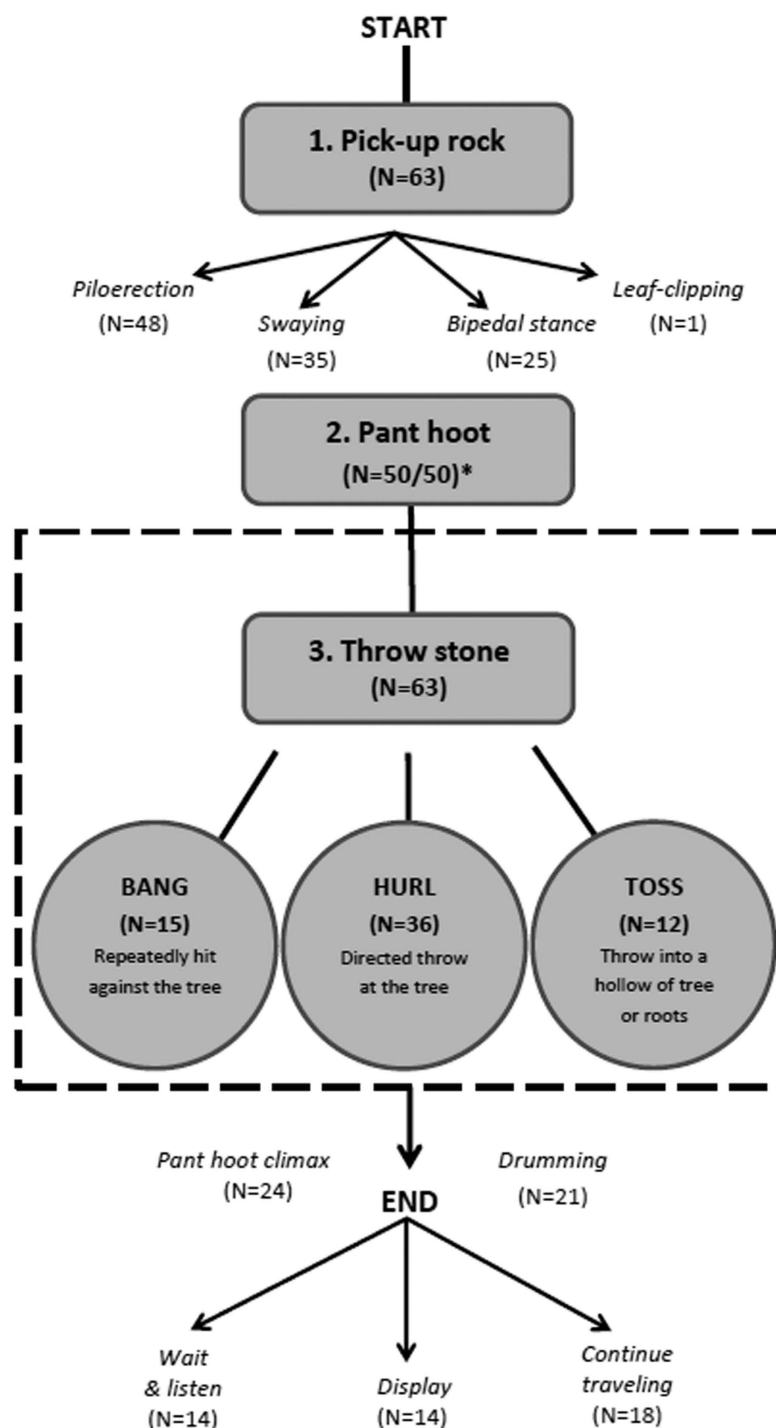 START
1. Pick-up rock
(N=63)
Piloerection
(N=48)
Swaying
(N=35)
Bipedal stance
(N=25)
Leaf-clipping
(N=1)
2. Pant hoot
(N=50/50)*
3. Throw stone
(N=63)
BANG
(N=15)
Repeatedly hit
against the tree
HURL
(N=36)
Directed throw
at the tree
TOSS
(N=12)
Throw into a
hollow of tree
or roots
Pant hoot climax
(N=24)
Drumming
(N=21)
END
Wait
& listen
(N=14)
Display
(N=14)
Continue
traveling
(N=18)